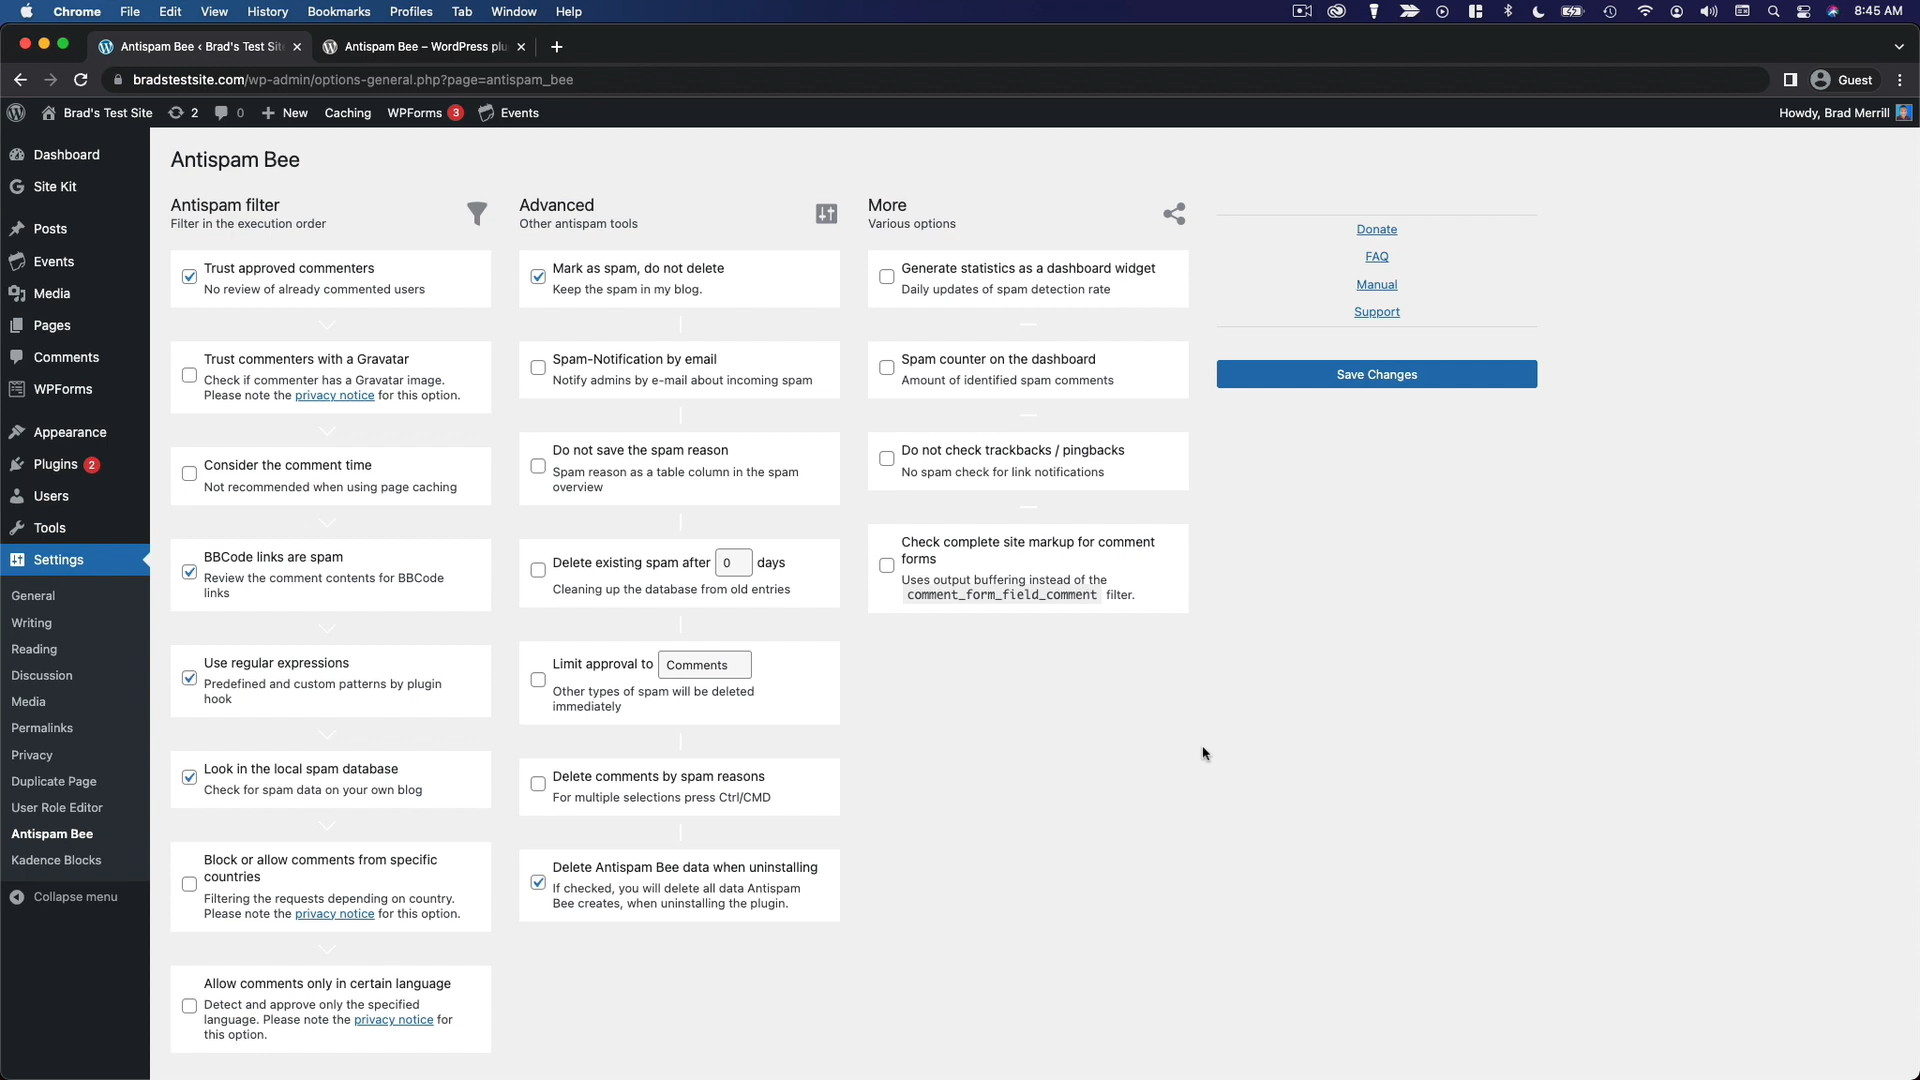 Chrome File Edit View History Bookmarks Profiles Tab Window Help 8:45 AM
Antispam Bee ‹ Brad's Test Sit
Antispam Bee – WordPress plu
bradstestsite.com/wp-admin/options-general.php?page=antispam_bee
Guest
Brad's Test Site 2 0 New Caching WPForms 3 Events
Howdy, Brad Merrill
Dashboard
Site Kit
Posts
Events
Media
Pages
Comments
WPForms
Appearance
Plugins 2
Users
Tools
Settings
General
Writing
Reading
Discussion
Media
Permalinks
Privacy
Duplicate Page
User Role Editor
Antispam Bee
Kadence Blocks
Collapse menu
Antispam Bee
Antispam filter
Filter in the execution order
Trust approved commenters
No review of already commented users
Trust commenters with a Gravatar
Check if commenter has a Gravatar image.
Please note the privacy notice for this option.
Consider the comment time
Not recommended when using page caching
BBCode links are spam
Review the comment contents for BBCode
links
Use regular expressions
Predefined and custom patterns by plugin
hook
Look in the local spam database
Check for spam data on your own blog
Block or allow comments from specific
countries
Filtering the requests depending on country.
Please note the privacy notice for this option.
Allow comments only in certain language
Detect and approve only the specified
language. Please note the privacy notice for
this option.
Advanced
Other antispam tools
Mark as spam, do not delete
Keep the spam in my blog.
Spam-Notification by email
Notify admins by e-mail about incoming spam
Do not save the spam reason
Spam reason as a table column in the spam
overview
Delete existing spam after 0 days
Cleaning up the database from old entries
Limit approval to Comments
Other types of spam will be deleted
immediately
Delete comments by spam reasons
For multiple selections press Ctrl/CMD
Delete Antispam Bee data when uninstalling
If checked, you will delete all data Antispam
Bee creates, when uninstalling the plugin.
More
Various options
Generate statistics as a dashboard widget
Daily updates of spam detection rate
Spam counter on the dashboard
Amount of identified spam comments
Do not check trackbacks / pingbacks
No spam check for link notifications
Check complete site markup for comment
forms
Uses output buffering instead of the
comment_form_field_comment filter.
Donate
FAQ
Manual
Support
Save Changes